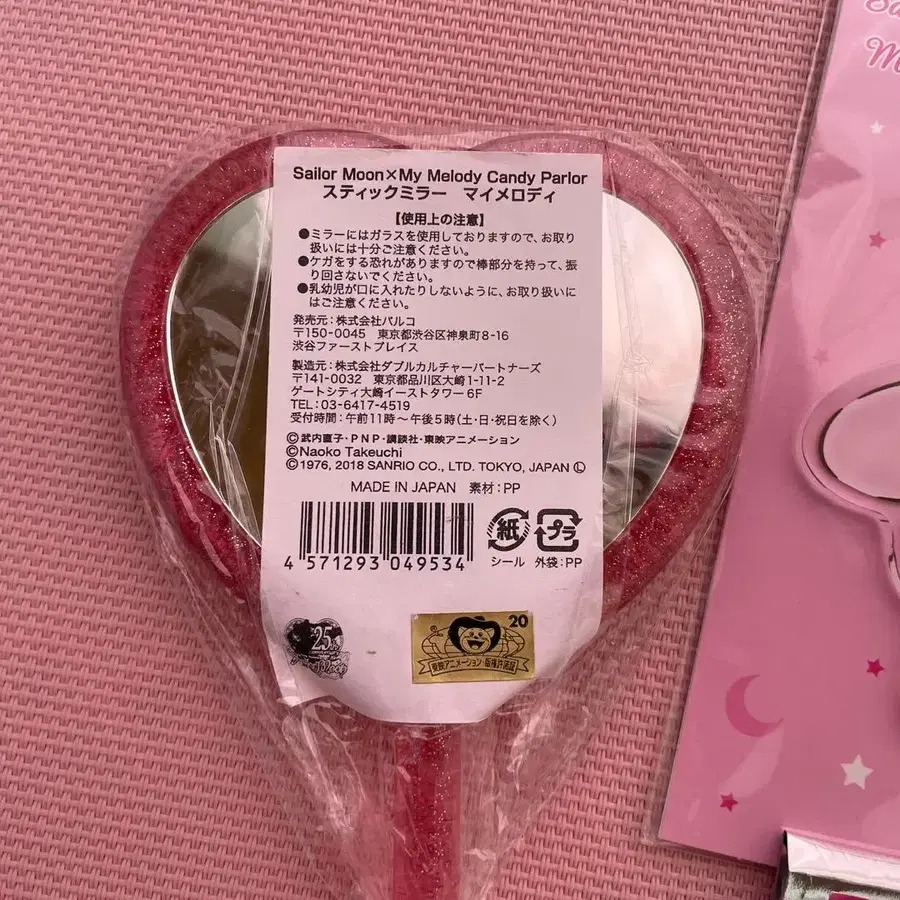 Sailor Moon×My Melody Candy Parlor
スティックミラー　マイメロディ
【使用上の注意】
●ミラーにはガラスを使用しておりますので、お取り
扱いには十分ご注意ください。
●ケガをする恐れがありますので棒部分を持って、振
り回さないでください。
●乳幼児が口に入れたりしないように、お取り扱いに
はご注意ください。
発売元：株式会社パルコ
〒150-0045　東京都渋谷区神泉町8-16
渋谷ファーストプレイス
製造元：株式会社ダブルカルチャーパートナーズ
〒141-0032　東京都品川区大崎1-11-2
ゲートシティ大崎イーストタワー6F
TEL：03-6417-4519
受付時間：午前11時～午後5時(土・日・祝日を除く)
©武内直子・PNP・講談社・東映アニメーション
©Naoko Takeuchi
©1976, 2018 SANRIO CO., LTD. TOKYO, JAPAN Ⓛ
MADE IN JAPAN　素材：PP
紙 プラ
シール　外袋：PP
4 571293 049534
25th
20
東映アニメーション・版権許諾証